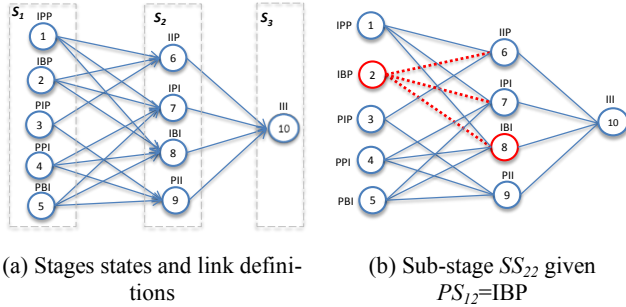 S1
S2
S3
IPP
1
IBP
2
PIP
3
PPI
4
PBI
5
IIP
6
IPI
7
IBI
8
PII
9
III
10
(a) Stages states and link defini-
tions
IPP
1
IBP
2
PIP
3
PPI
4
PBI
5
IIP
6
IPI
7
IBI
8
PII
9
III
10
(b) Sub-stage SS22 given
PS12=IBP